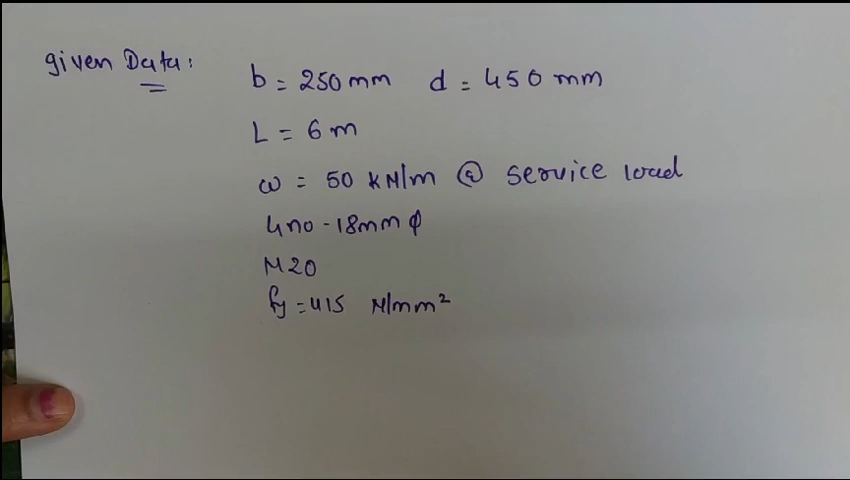 given Data:
b = 250 mm d = 450 mm
L = 6 m
ω = 50 KN/m @ service load
4no - 18mm ϕ
M20
fy = 415 N/mm²